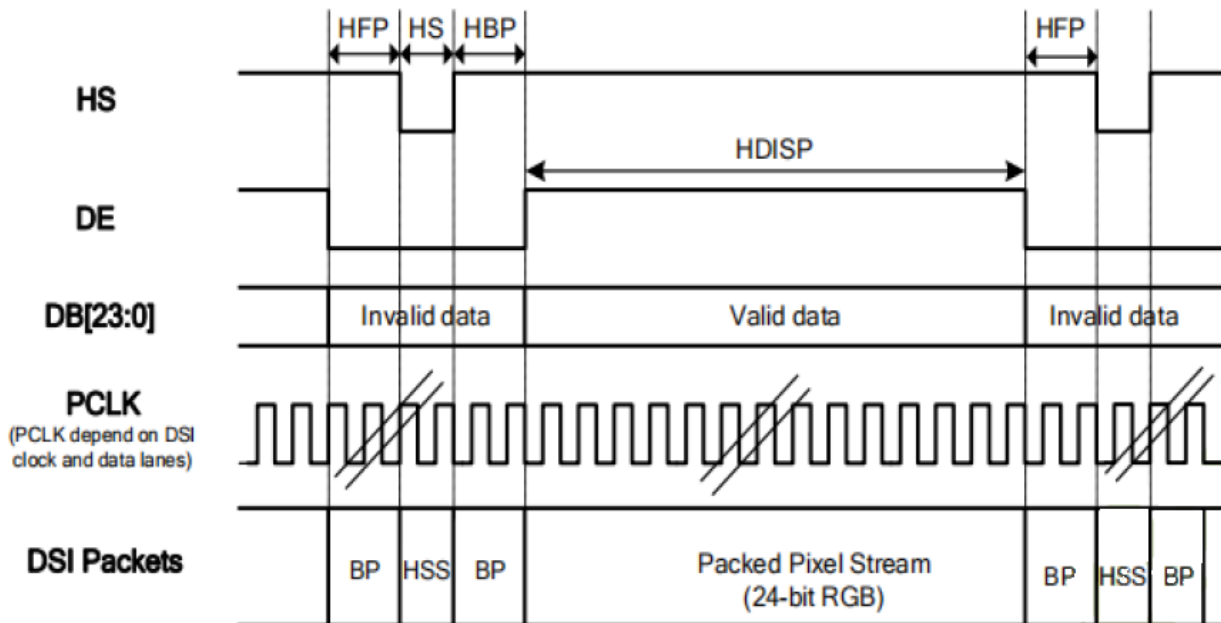 HFP HS HBP HFP
HS
HDISP
DE
DB[23:0] Invalid data Valid data Invalid data
PCLK
(PCLK depend on DSI
clock and data lanes)
DSI Packets BP HSS BP Packed Pixel Stream BP HSS BP
(24-bit RGB)